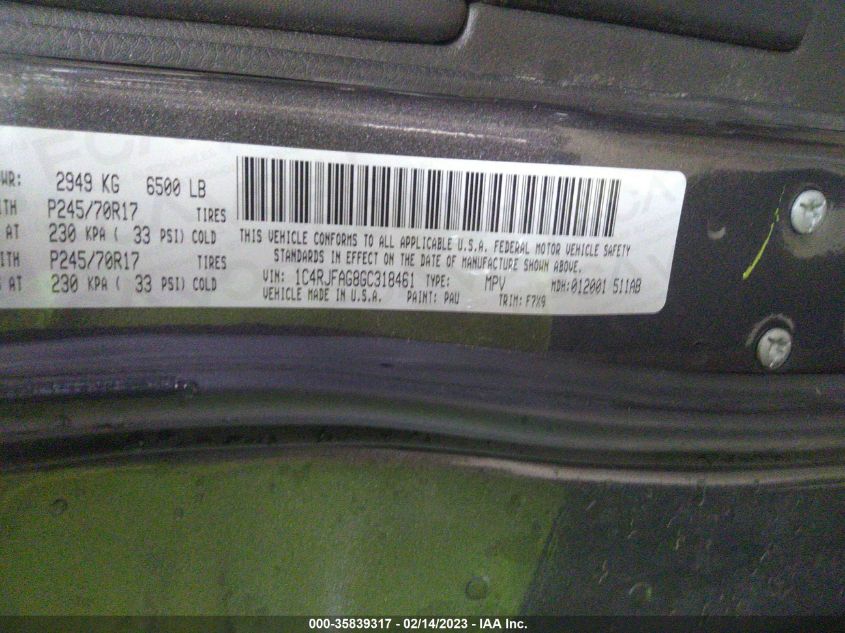 WR: 2949 KG 6500 LB
ITH P245/70R17 TIRES
AT 230 KPA ( 33 PSI) COLD
ITH P245/70R17 TIRES
AT 230 KPA ( 33 PSI) COLD
THIS VEHICLE CONFORMS TO ALL APPLICABLE U.S.A. FEDERAL MOTOR VEHICLE SAFETY
STANDARDS IN EFFECT ON THE DATE OF MANUFACTURE SHOWN ABOVE.
VIN: 1C4RJFAG8GC318461 TYPE: MPV MDH:012001 511AB
VEHICLE MADE IN U.S.A. PAINT: PAU TRIM: F7X9
000-35839317 - 02/14/2023 - IAA Inc.